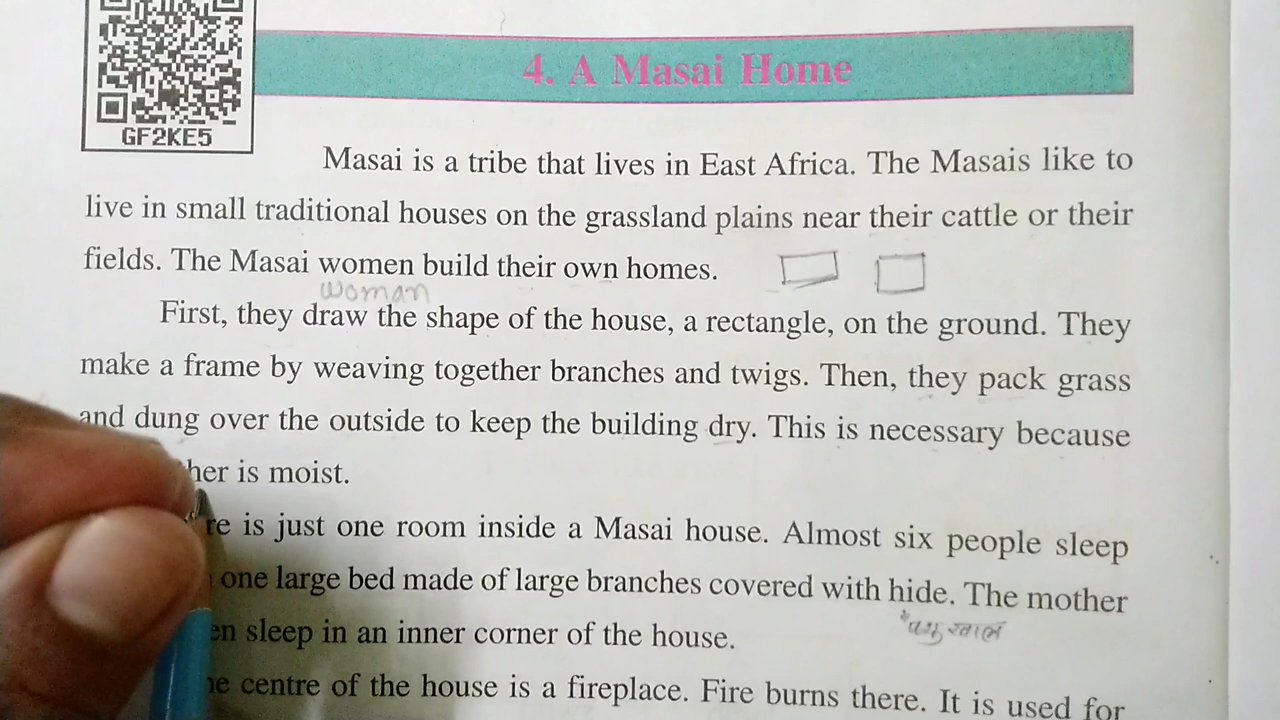 GF2KE5
4. A Masai Home
Masai is a tribe that lives in East Africa. The Masais like to
live in small traditional houses on the grassland plains near their cattle or their
fields. The Masai women build their own homes.
woman
First, they draw the shape of the house, a rectangle, on the ground. They
make a frame by weaving together branches and twigs. Then, they pack grass
and dung over the outside to keep the building dry. This is necessary because
is moist.
is just one room inside a Masai house. Almost six people sleep
one large bed made of large branches covered with hide. The mother
पशु खाल
sleep in an inner corner of the house.
centre of the house is a fireplace. Fire burns there. It is used for